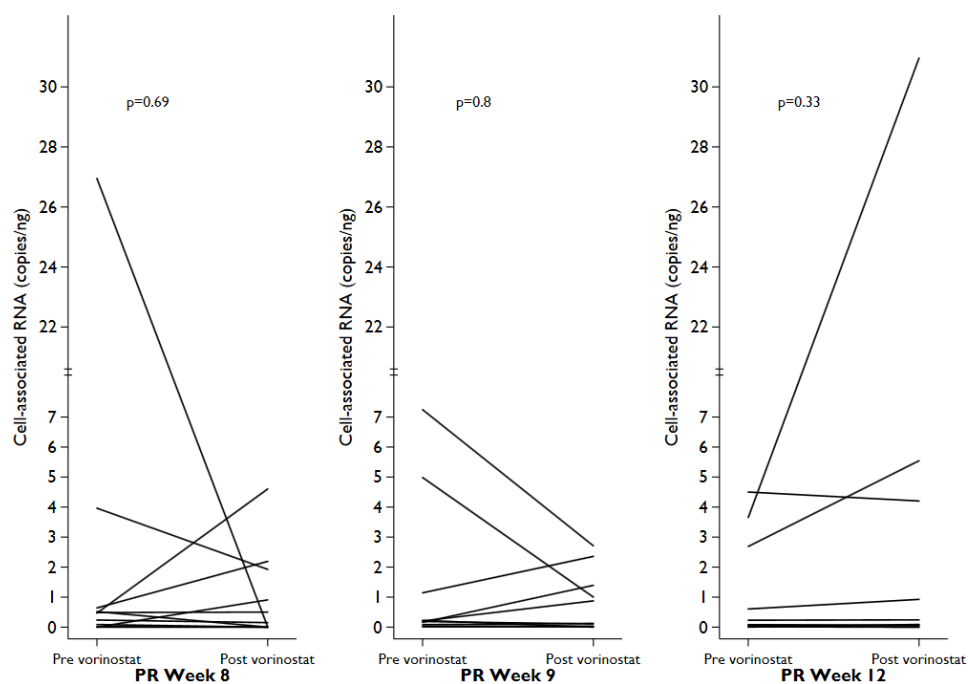 Cell-associated RNA (copies/ng)
30
28
26
24
22
7
6
5
4
3
2
1
0
p=0.69
Pre vorinostat
Post vorinostat
PR Week 8
Cell-associated RNA (copies/ng)
30
28
26
24
22
7
6
5
4
3
2
1
0
p=0.8
Pre vorinostat
Post vorinostat
PR Week 9
Cell-associated RNA (copies/ng)
30
28
26
24
22
7
6
5
4
3
2
1
0
p=0.33
Pre vorinostat
Post vorinostat
PR Week 12